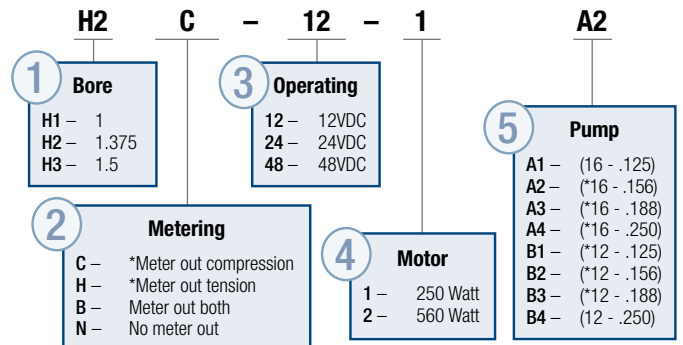 H2 C – 12 – 1 A2
1
Bore
H1 – 1
H2 – 1.375
H3 – 1.5
2
Metering
C – *Meter out compression
H – *Meter out tension
B – Meter out both
N – No meter out
3
Operating
12 – 12VDC
24 – 24VDC
48 – 48VDC
4
Motor
1 – 250 Watt
2 – 560 Watt
5
Pump
A1 – (16 - .125)
A2 – (*16 - .156)
A3 – (*16 - .188)
A4 – (*16 - .250)
B1 – (*12 - .125)
B2 – (*12 - .156)
B3 – (*12 - .188)
B4 – (12 - .250)